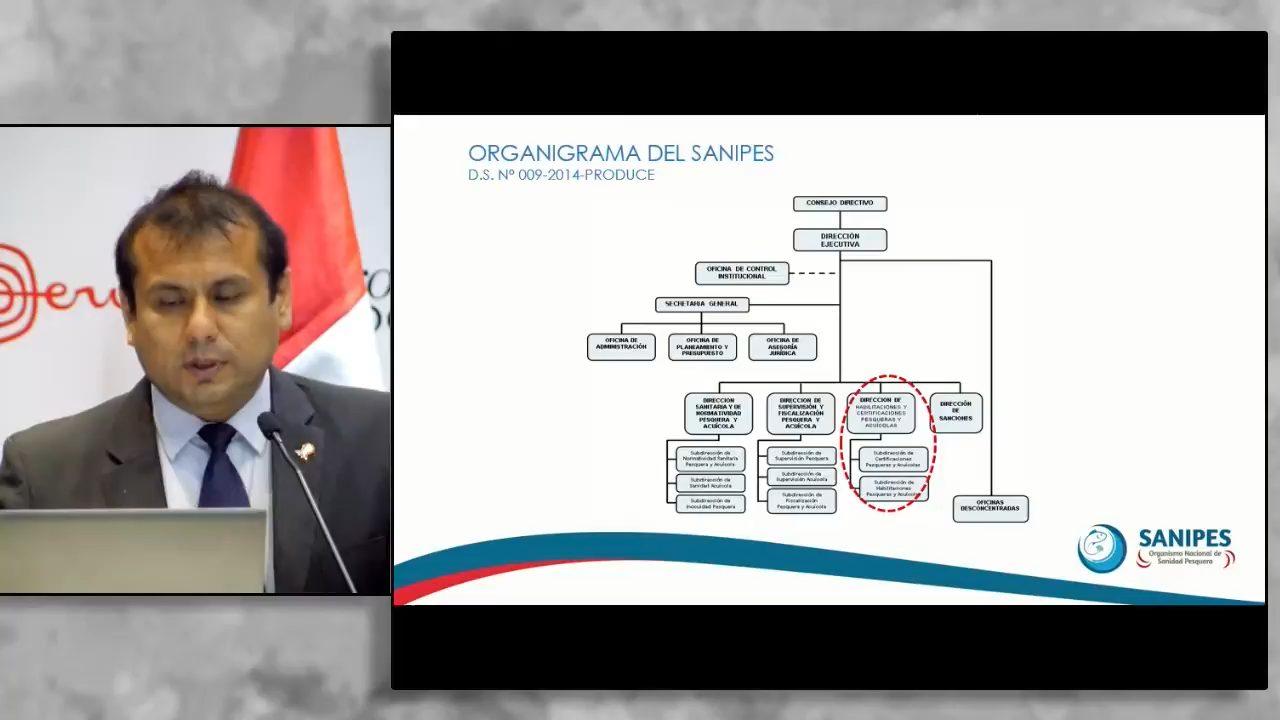 ORGANIGRAMA DEL SANIPES
D.S. Nº 009-2014-PRODUCE
CONSEJO DIRECTIVO
DIRECCIÓN
EJECUTIVA
OFICINA DE CONTROL
INSTITUCIONAL
SECRETARIA GENERAL
OFICINA DE
ADMINISTRACIÓN
OFICINA DE
PLANEAMIENTO Y
PRESUPUESTO
OFICINA DE
ASESORÍA
JURÍDICA
DIRECCION
SANITARIA Y DE
NORMATIVIDAD
PESQUERA Y
ACUÍCOLA
Subdirección de
Normatividad Sanitaria
Pesquera y Acuícola
Subdirección de
Sanidad Acuícola
Subdirección de
Inocuidad Pesquera
DIRECCION DE
SUPERVISIÓN Y
FISCALIZACIÓN
PESQUERA Y
ACUÍCOLA
Subdirección de
Supervisión Pesquera
Subdirección de
Supervisión Acuícola
Subdirección de
Fiscalización
Pesquera y Acuícola
DIRECCION DE
HABILITACIONES Y
CERTIFICACIONES
PESQUERAS Y
ACUÍCOLAS
Subdirección de
Certificaciones
Pesqueras y Acuícolas
Subdirección de
Habilitaciones
Pesqueras y Acuícolas
DIRECCIÓN
DE
SANCIONES
OFICINAS
DESCONCENTRADAS
SANIPES
Organismo Nacional de
Sanidad Pesquera